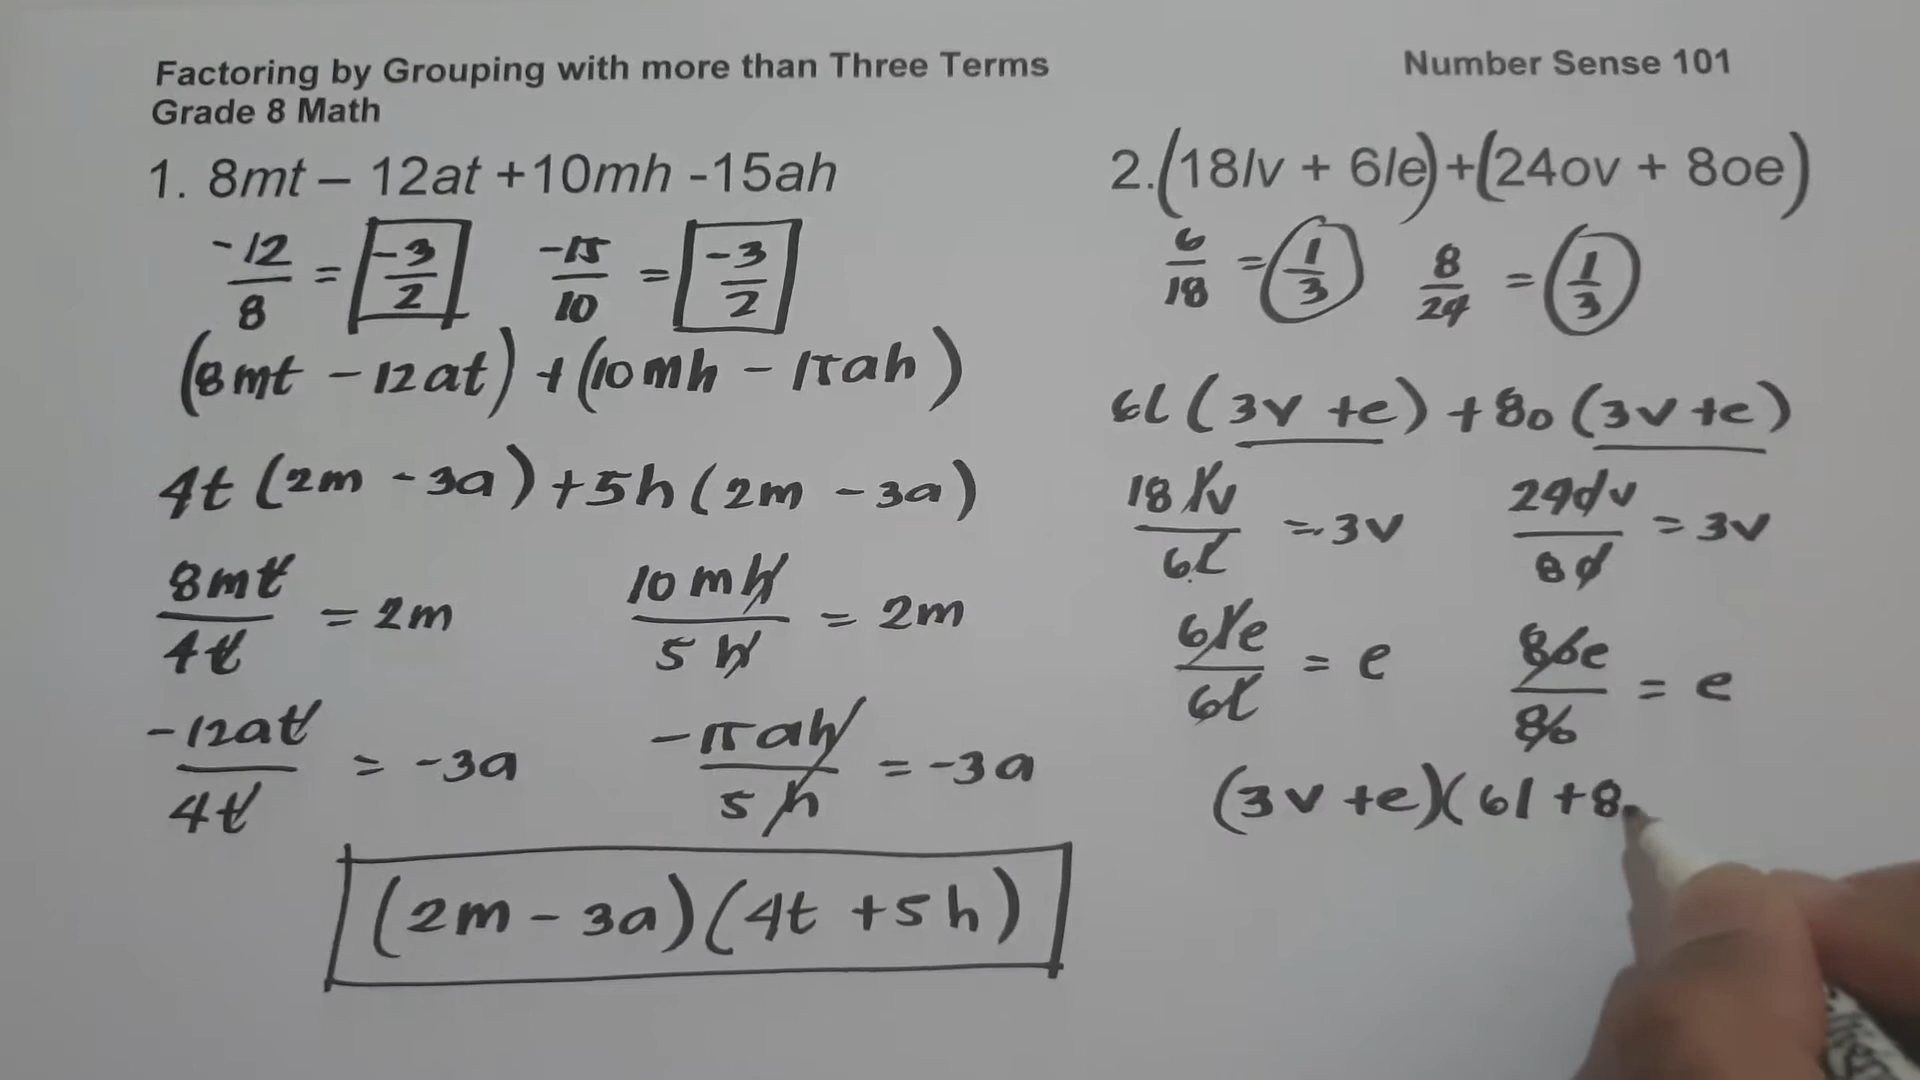 Factoring by Grouping with more than Three Terms
Grade 8 Math
Number Sense 101
1. 8mt – 12at +10mh -15ah
-12/8 = -3/2 -15/10 = -3/2
(8mt - 12at) + (10mh - 15ah)
4t (2m - 3a) + 5h (2m - 3a)
8mt/4t = 2m 10mh/5h = 2m
-12at/4t = -3a -15ah/5h = -3a
(2m - 3a)(4t + 5h)
2. (18lv + 6le) + (24ov + 8oe)
6/18 = 1/3 8/24 = 1/3
6l (3v + e) + 8o (3v + e)
18lv/6l = 3v 24ov/8o = 3v
6le/6l = e 8oe/8o = e
(3v + e)(6l + 8